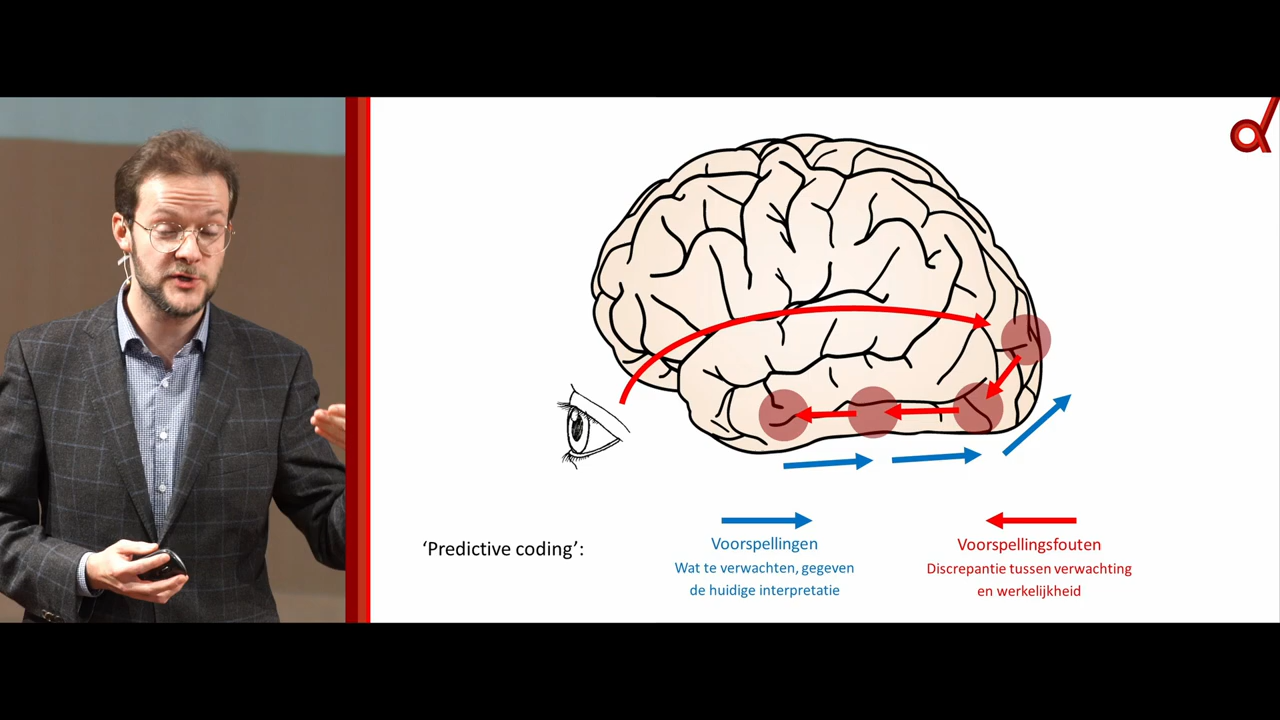 ‘Predictive coding’:
Voorspellingen
Wat te verwachten, gegeven
de huidige interpretatie
Voorspellingsfouten
Discrepantie tussen verwachting
en werkelijkheid